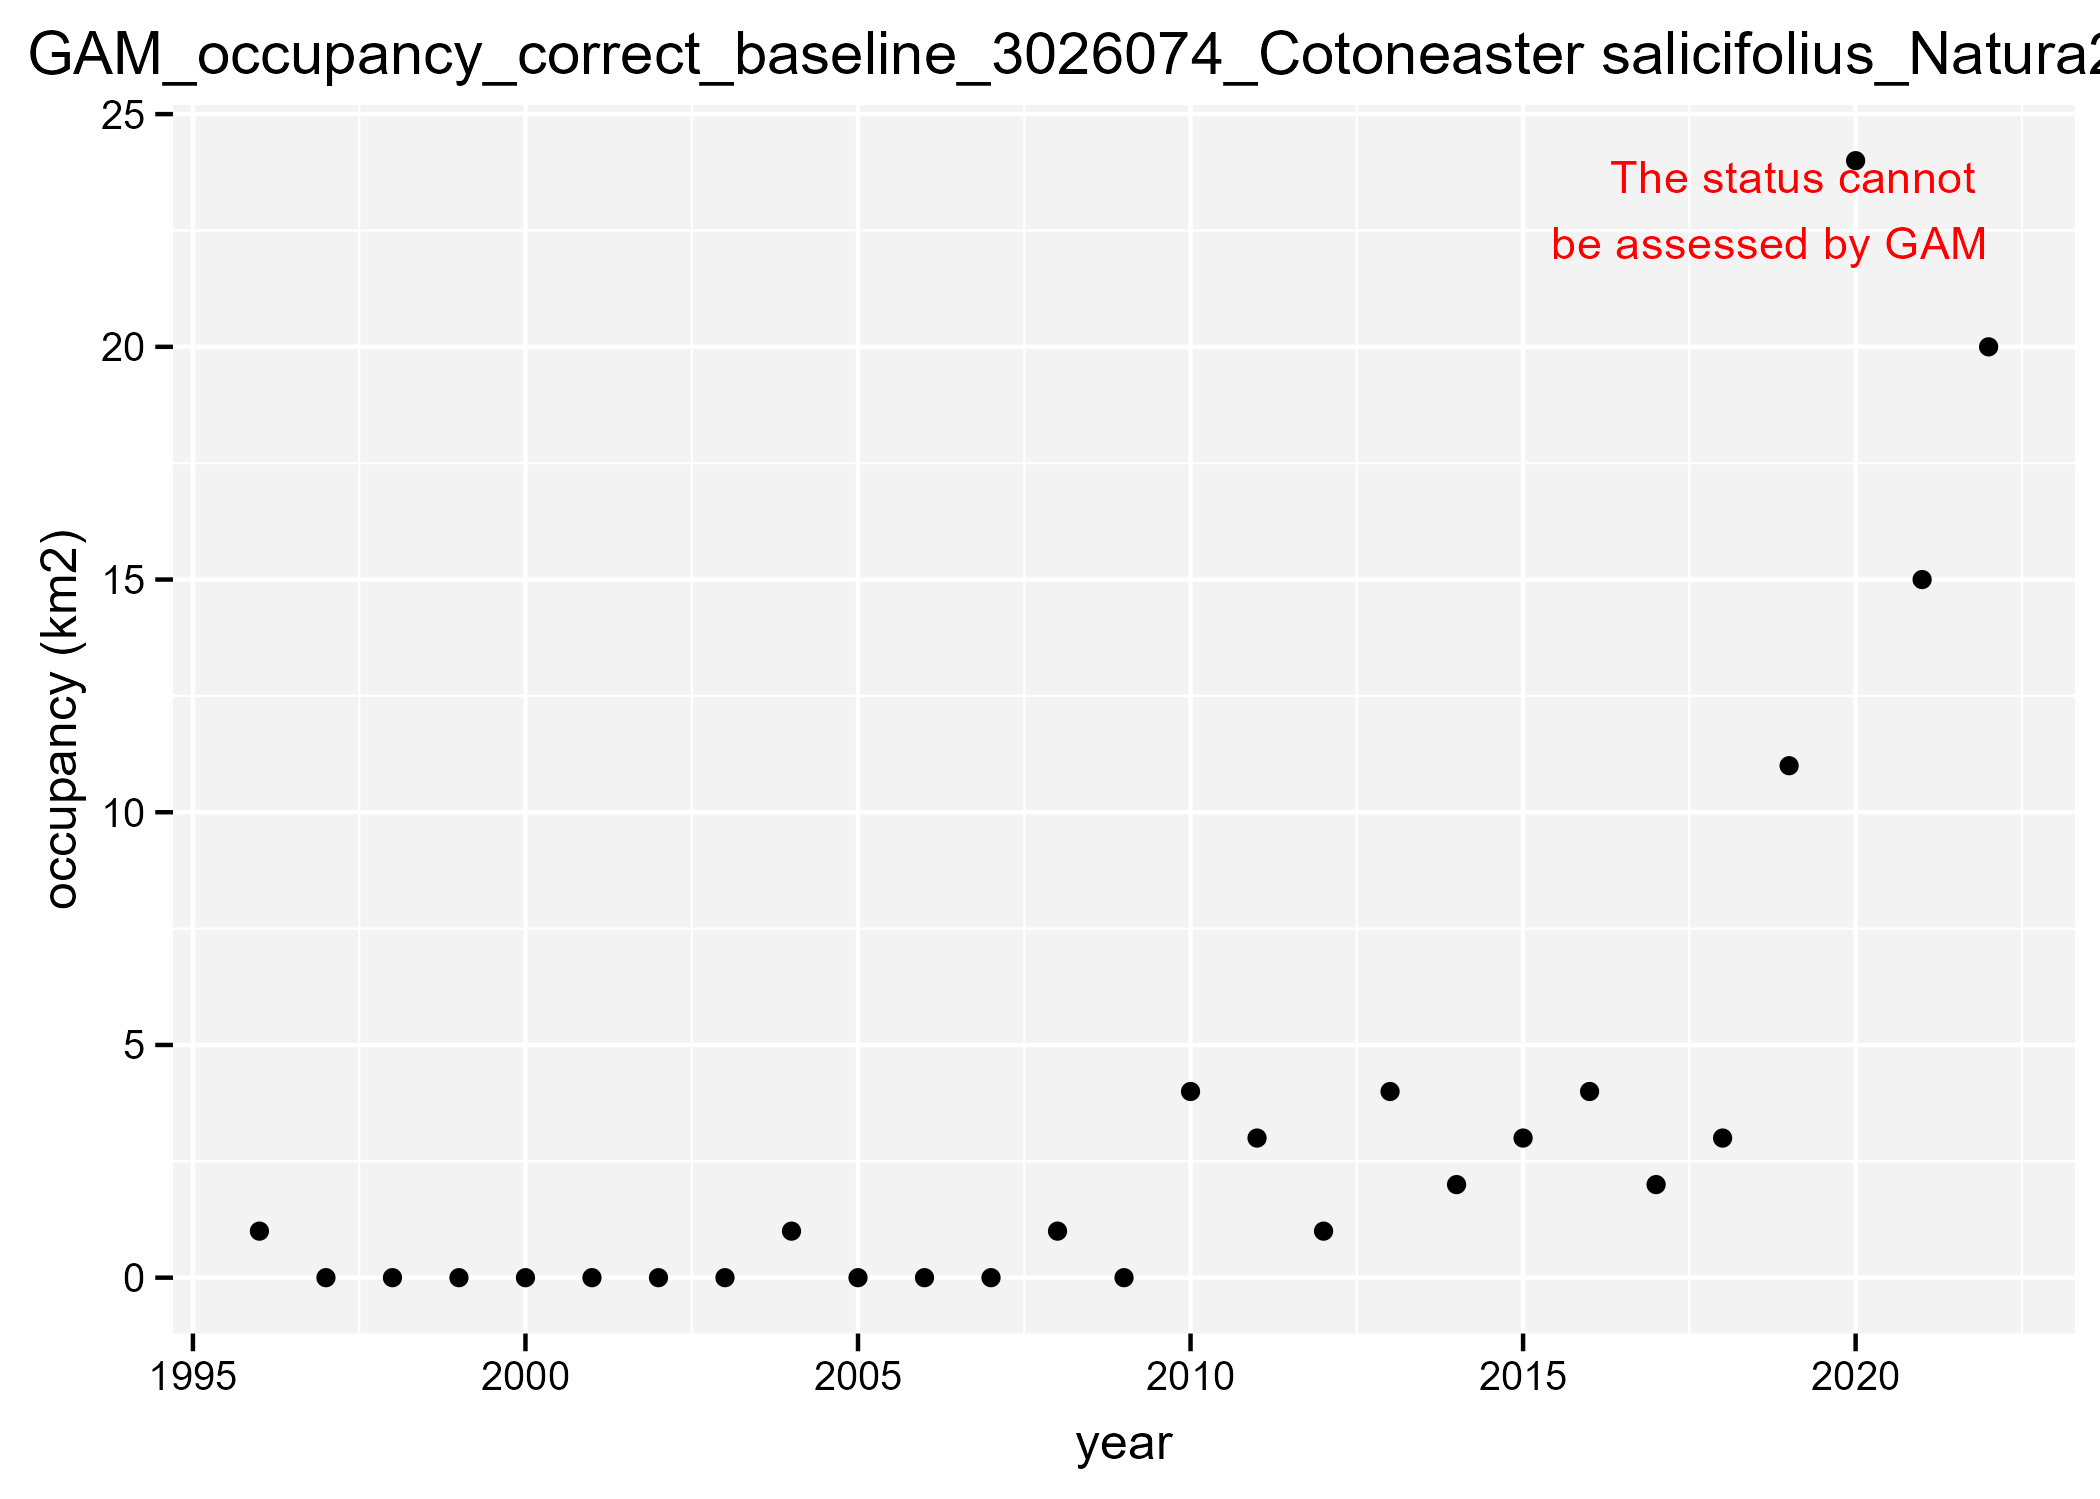 GAM_occupancy_correct_baseline_3026074_Cotoneaster salicifolius_Natura2
25
The status cannot
be assessed by GAM
20
15
occupancy (km2)
10
5
0
1995 2000 2005 2010 2015 2020
year